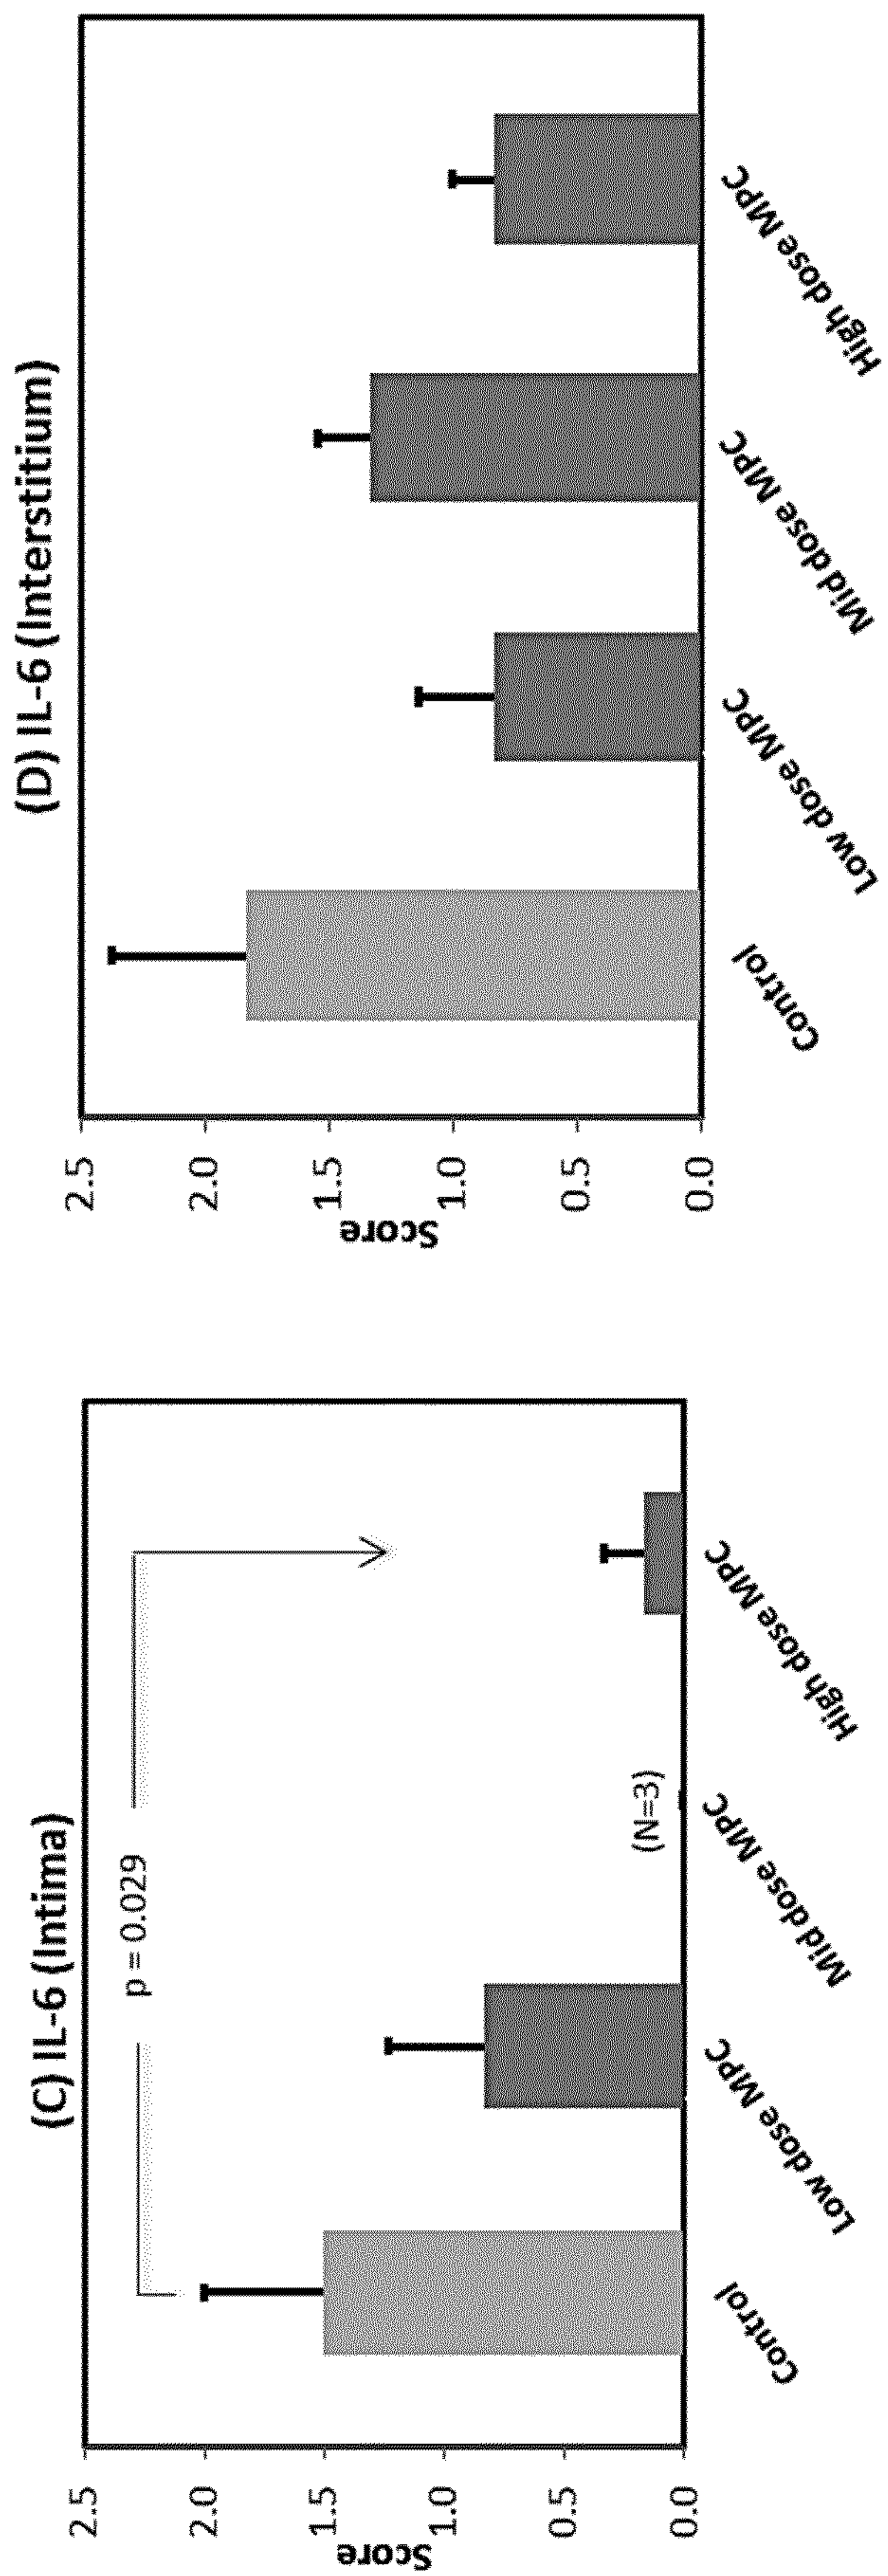 (C) IL-6 (Intima)
Score
2.5
2.0
1.5
1.0
0.5
0.0
p = 0.029
(N=3)
Control
Low dose MPC
Mid dose MPC
High dose MPC
(D) IL-6 (Interstitium)
Score
2.5
2.0
1.5
1.0
0.5
0.0
Control
Low dose MPC
Mid dose MPC
High dose MPC